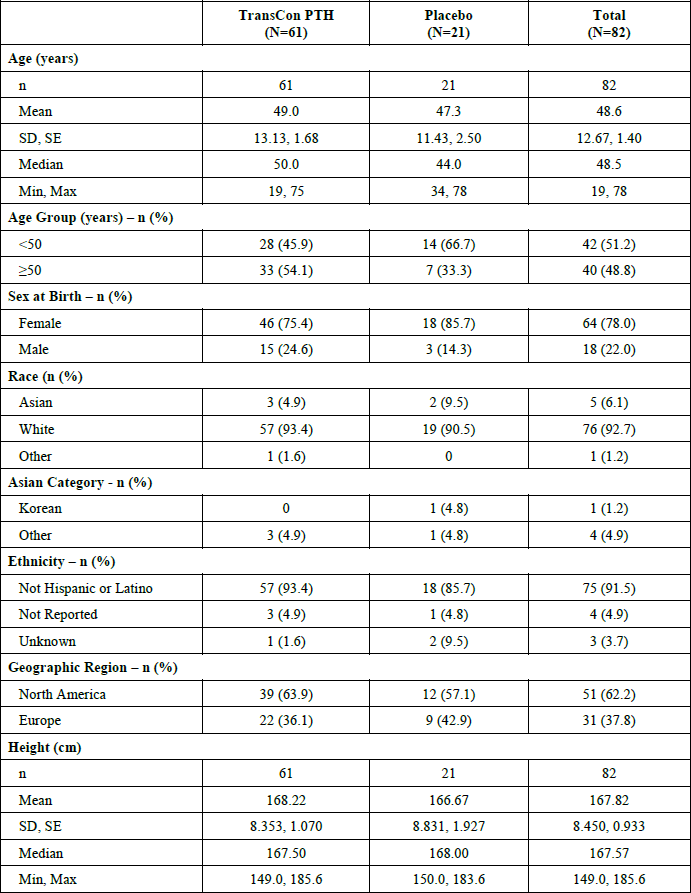 TransCon PTH (N=61) Placebo (N=21) Total (N=82)
Age (years)
n 61 21 82
Mean 49.0 47.3 48.6
SD, SE 13.13, 1.68 11.43, 2.50 12.67, 1.40
Median 50.0 44.0 48.5
Min, Max 19, 75 34, 78 19, 78
Age Group (years) – n (%)
<50 28 (45.9) 14 (66.7) 42 (51.2)
≥50 33 (54.1) 7 (33.3) 40 (48.8)
Sex at Birth – n (%)
Female 46 (75.4) 18 (85.7) 64 (78.0)
Male 15 (24.6) 3 (14.3) 18 (22.0)
Race (n (%)
Asian 3 (4.9) 2 (9.5) 5 (6.1)
White 57 (93.4) 19 (90.5) 76 (92.7)
Other 1 (1.6) 0 1 (1.2)
Asian Category - n (%)
Korean 0 1 (4.8) 1 (1.2)
Other 3 (4.9) 1 (4.8) 4 (4.9)
Ethnicity – n (%)
Not Hispanic or Latino 57 (93.4) 18 (85.7) 75 (91.5)
Not Reported 3 (4.9) 1 (4.8) 4 (4.9)
Unknown 1 (1.6) 2 (9.5) 3 (3.7)
Geographic Region – n (%)
North America 39 (63.9) 12 (57.1) 51 (62.2)
Europe 22 (36.1) 9 (42.9) 31 (37.8)
Height (cm)
n 61 21 82
Mean 168.22 166.67 167.82
SD, SE 8.353, 1.070 8.831, 1.927 8.450, 0.933
Median 167.50 168.00 167.57
Min, Max 149.0, 185.6 150.0, 183.6 149.0, 185.6